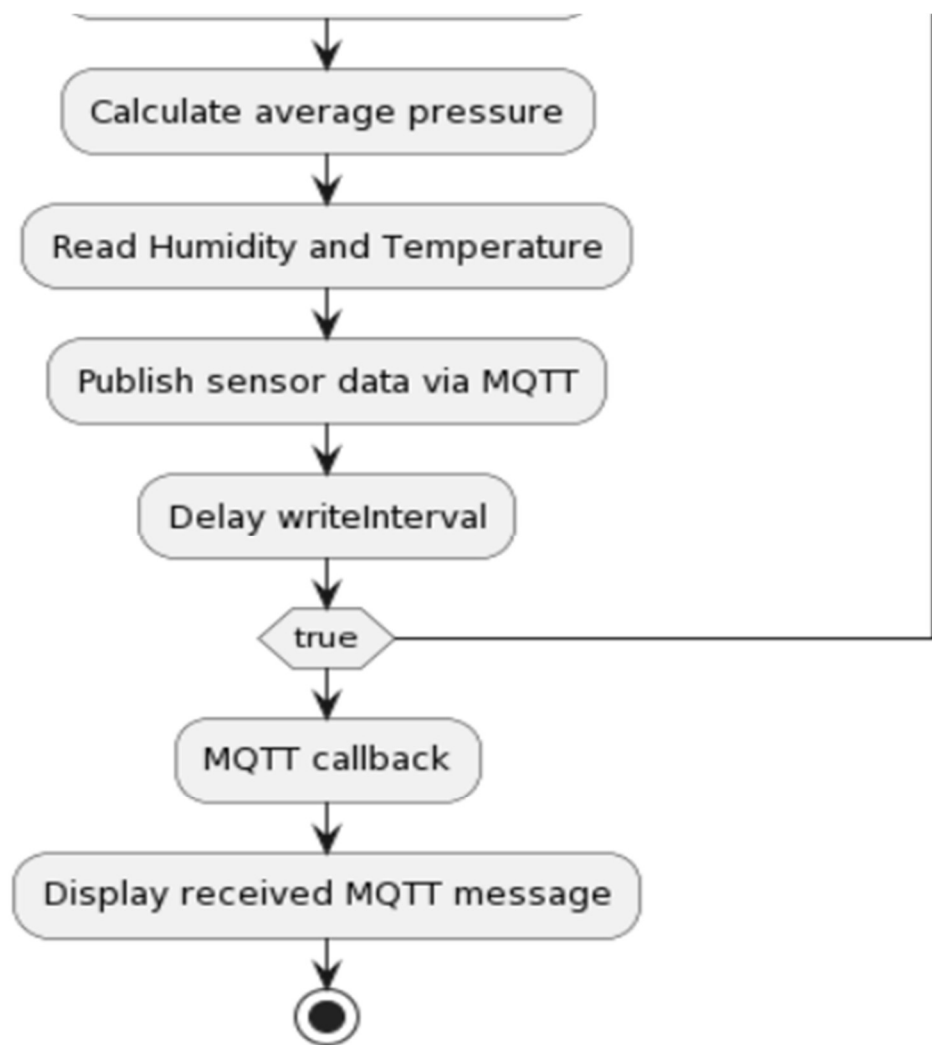 Calculate average pressure
Read Humidity and Temperature
Publish sensor data via MQTT
Delay writeInterval
true
MQTT callback
Display received MQTT message